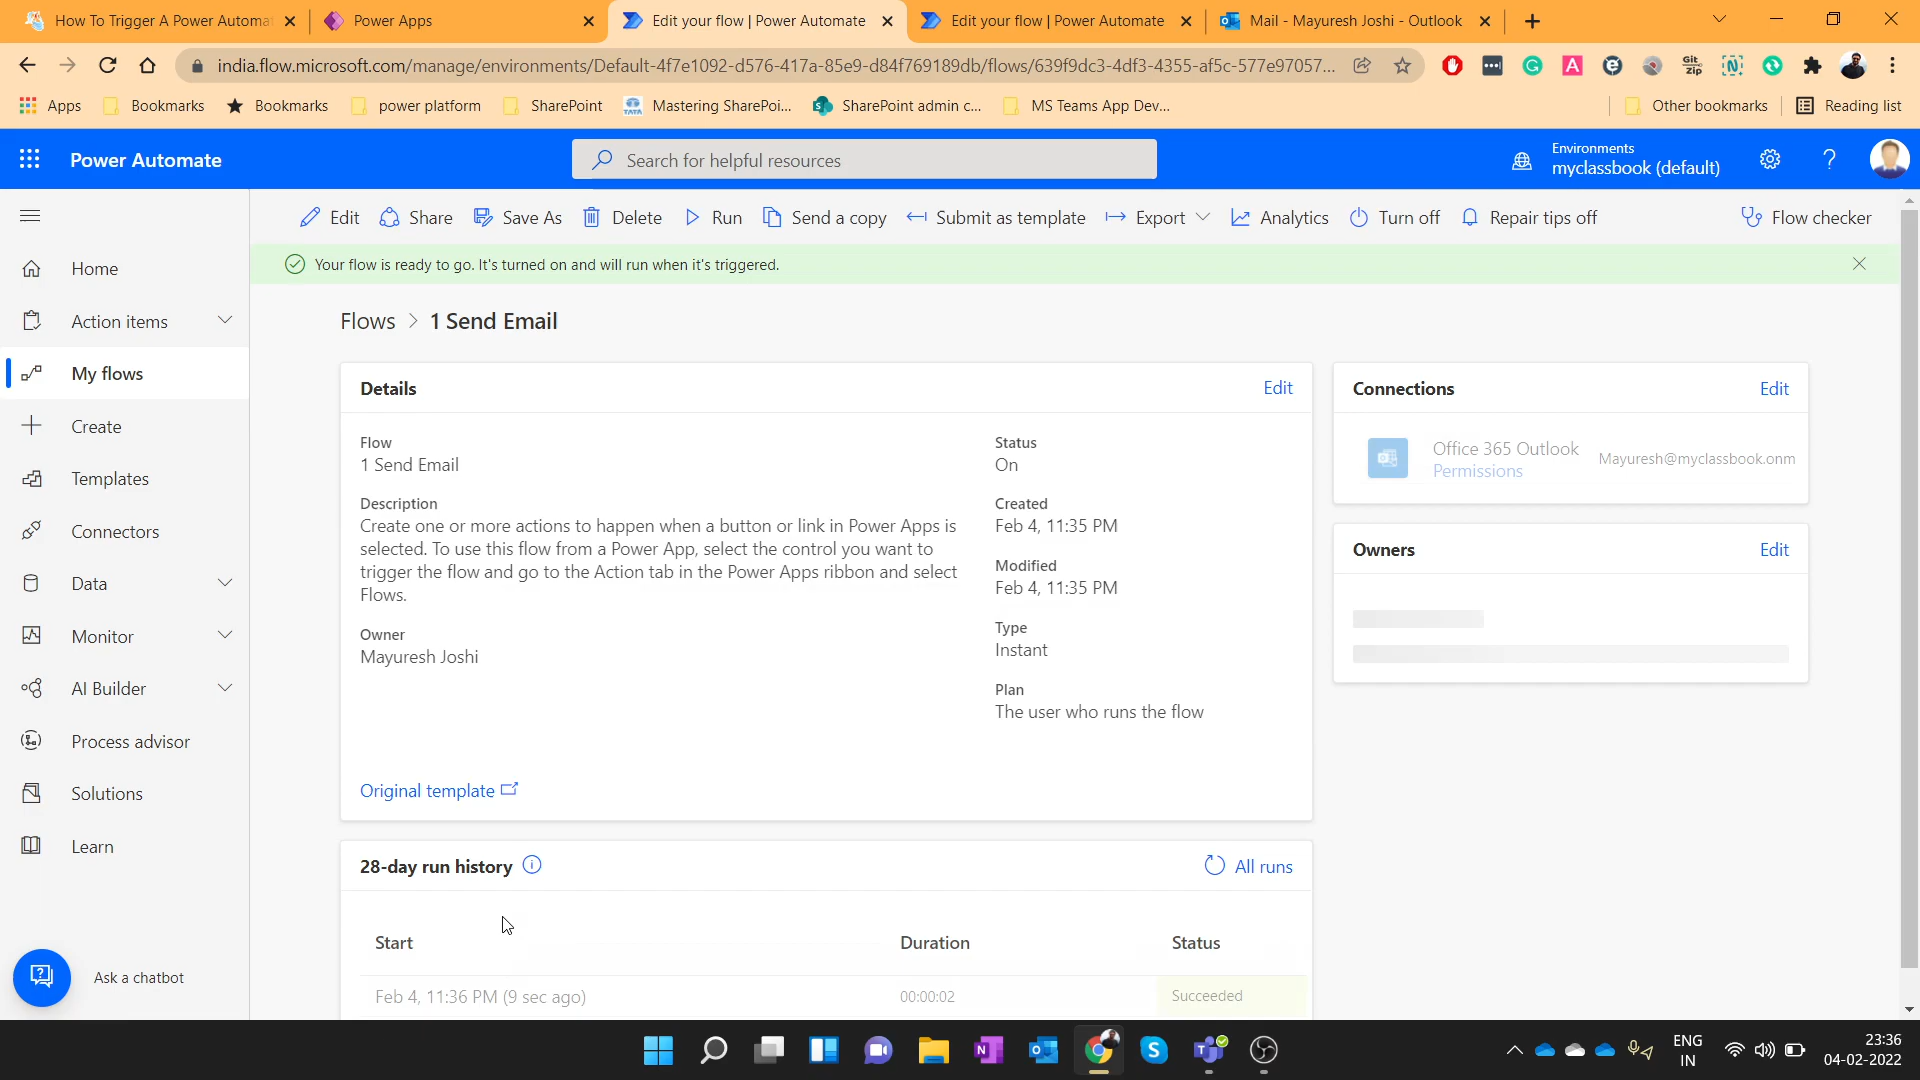 How To Trigger A Power Automat
Power Apps
Edit your flow | Power Automate
Edit your flow | Power Automate
Mail - Mayuresh Joshi - Outlook
india.flow.microsoft.com/manage/environments/Default-4f7e1092-d576-417a-85e9-d84f769189db/flows/639f9dc3-4df3-4355-af5c-577e97057...
Git zip
Apps
Bookmarks
Bookmarks
power platform
SharePoint
TATA
Mastering SharePoi...
SharePoint admin c...
MS Teams App Dev...
Other bookmarks
Reading list
Power Automate
Search for helpful resources
Environments
myclassbook (default)
Edit
Share
Save As
Delete
Run
Send a copy
Submit as template
Export
Analytics
Turn off
Repair tips off
Flow checker
Your flow is ready to go. It's turned on and will run when it's triggered.
Home
Action items
My flows
Create
Templates
Connectors
Data
Monitor
AI Builder
Process advisor
Solutions
Learn
Ask a chatbot
Flows > 1 Send Email
Details
Edit
Flow
1 Send Email
Description
Create one or more actions to happen when a button or link in Power Apps is
selected. To use this flow from a Power App, select the control you want to
trigger the flow and go to the Action tab in the Power Apps ribbon and select
Flows.
Owner
Mayuresh Joshi
Status
On
Created
Feb 4, 11:35 PM
Modified
Feb 4, 11:35 PM
Type
Instant
Plan
The user who runs the flow
Original template
Connections
Edit
Office 365 Outlook
Permissions
Mayuresh@myclassbook.onm
Owners
Edit
28-day run history
All runs
Start
Duration
Status
Feb 4, 11:36 PM (9 sec ago)
00:00:02
Succeeded
ENG
IN
23:36
04-02-2022